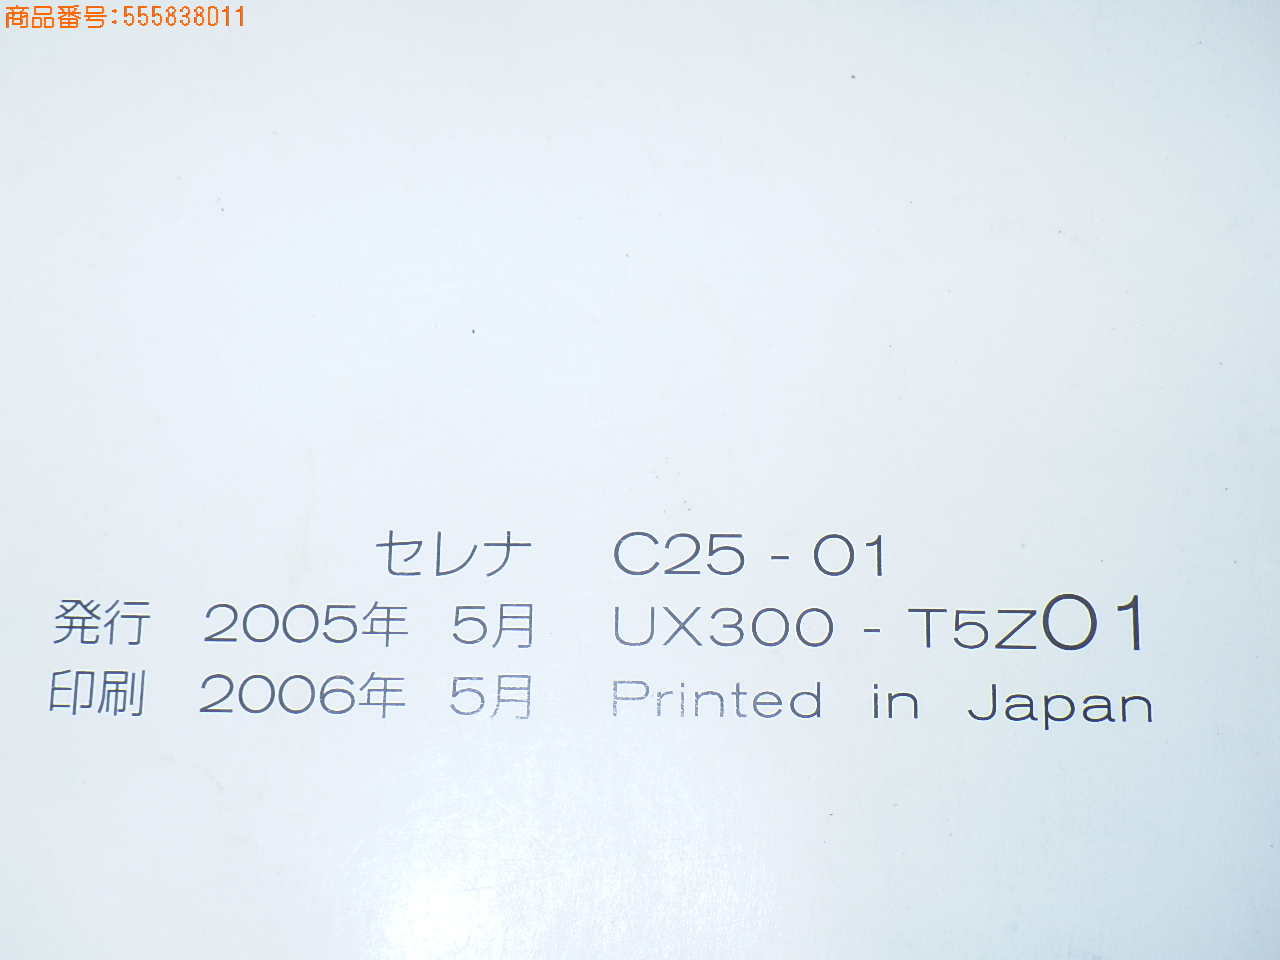 商品番号:555838011
セレナ C25 - 01
発行 2005年 5月 UX300 - T5Z01
印刷 2006年 5月 Printed in Japan